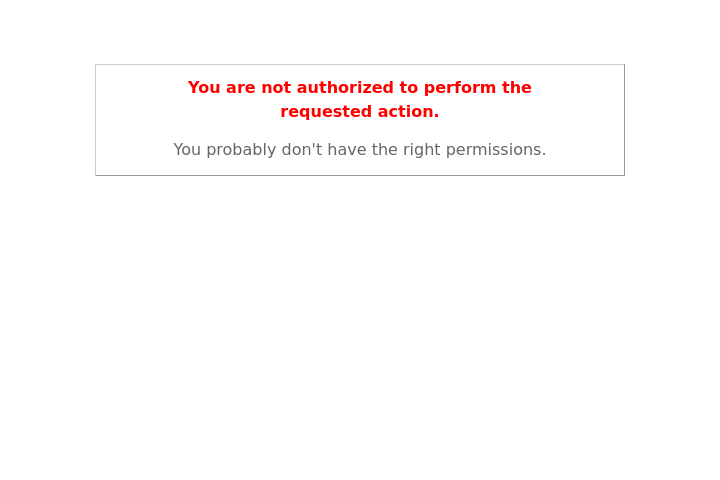 You are not authorized to perform the
requested action.
You probably don't have the right permissions.